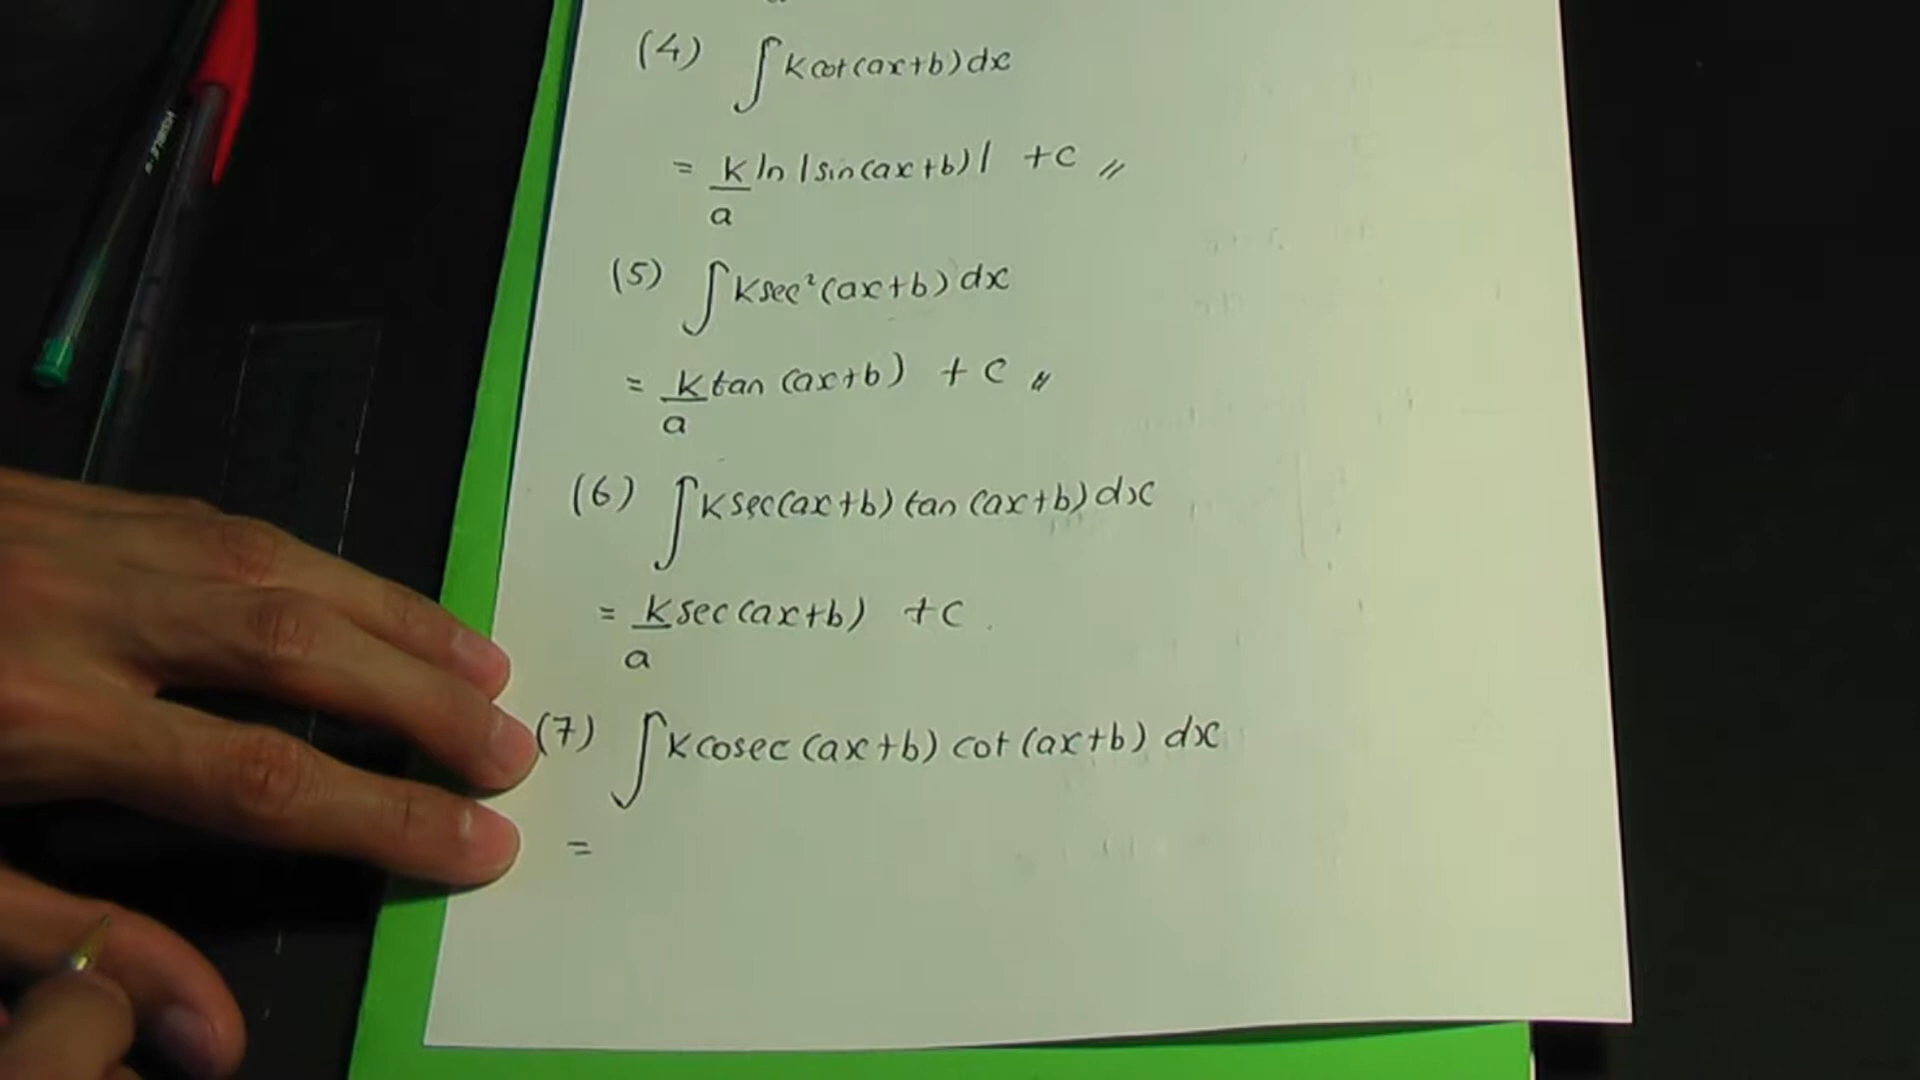 (4) ∫ k cot(ax+b) dx
= k/a ln |sin(ax+b)| +c //
(5) ∫ k sec²(ax+b) dx
= k/a tan (ax+b) + c //
(6) ∫ k sec(ax+b) tan (ax+b) dx
= k/a sec (ax+b) +c
(7) ∫ k cosec (ax+b) cot (ax+b) dx
=